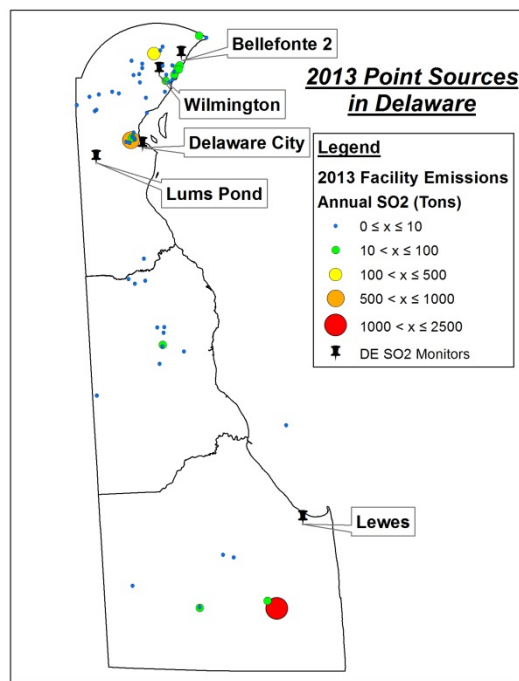 Bellefonte 2
2013 Point Sources
in Delaware
Wilmington
Delaware City
Lums Pond
Legend
2013 Facility Emissions
Annual SO2 (Tons)
0 ≤ x ≤ 10
10 < x ≤ 100
100 < x ≤ 500
500 < x ≤ 1000
1000 < x ≤ 2500
DE SO2 Monitors
Lewes